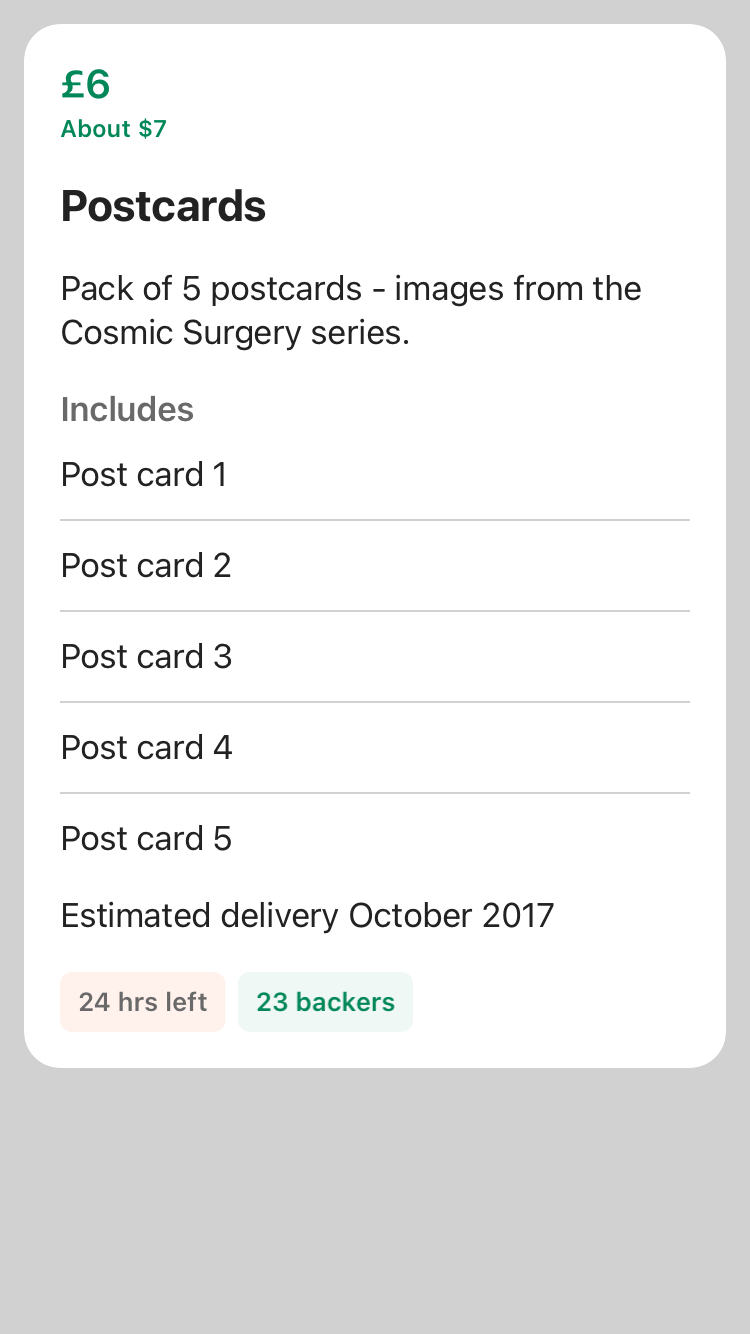 £6
About $7
Postcards
Pack of 5 postcards - images from the
Cosmic Surgery series.
Includes
Post card 1
Post card 2
Post card 3
Post card 4
Post card 5
Estimated delivery October 2017
24 hrs left
23 backers